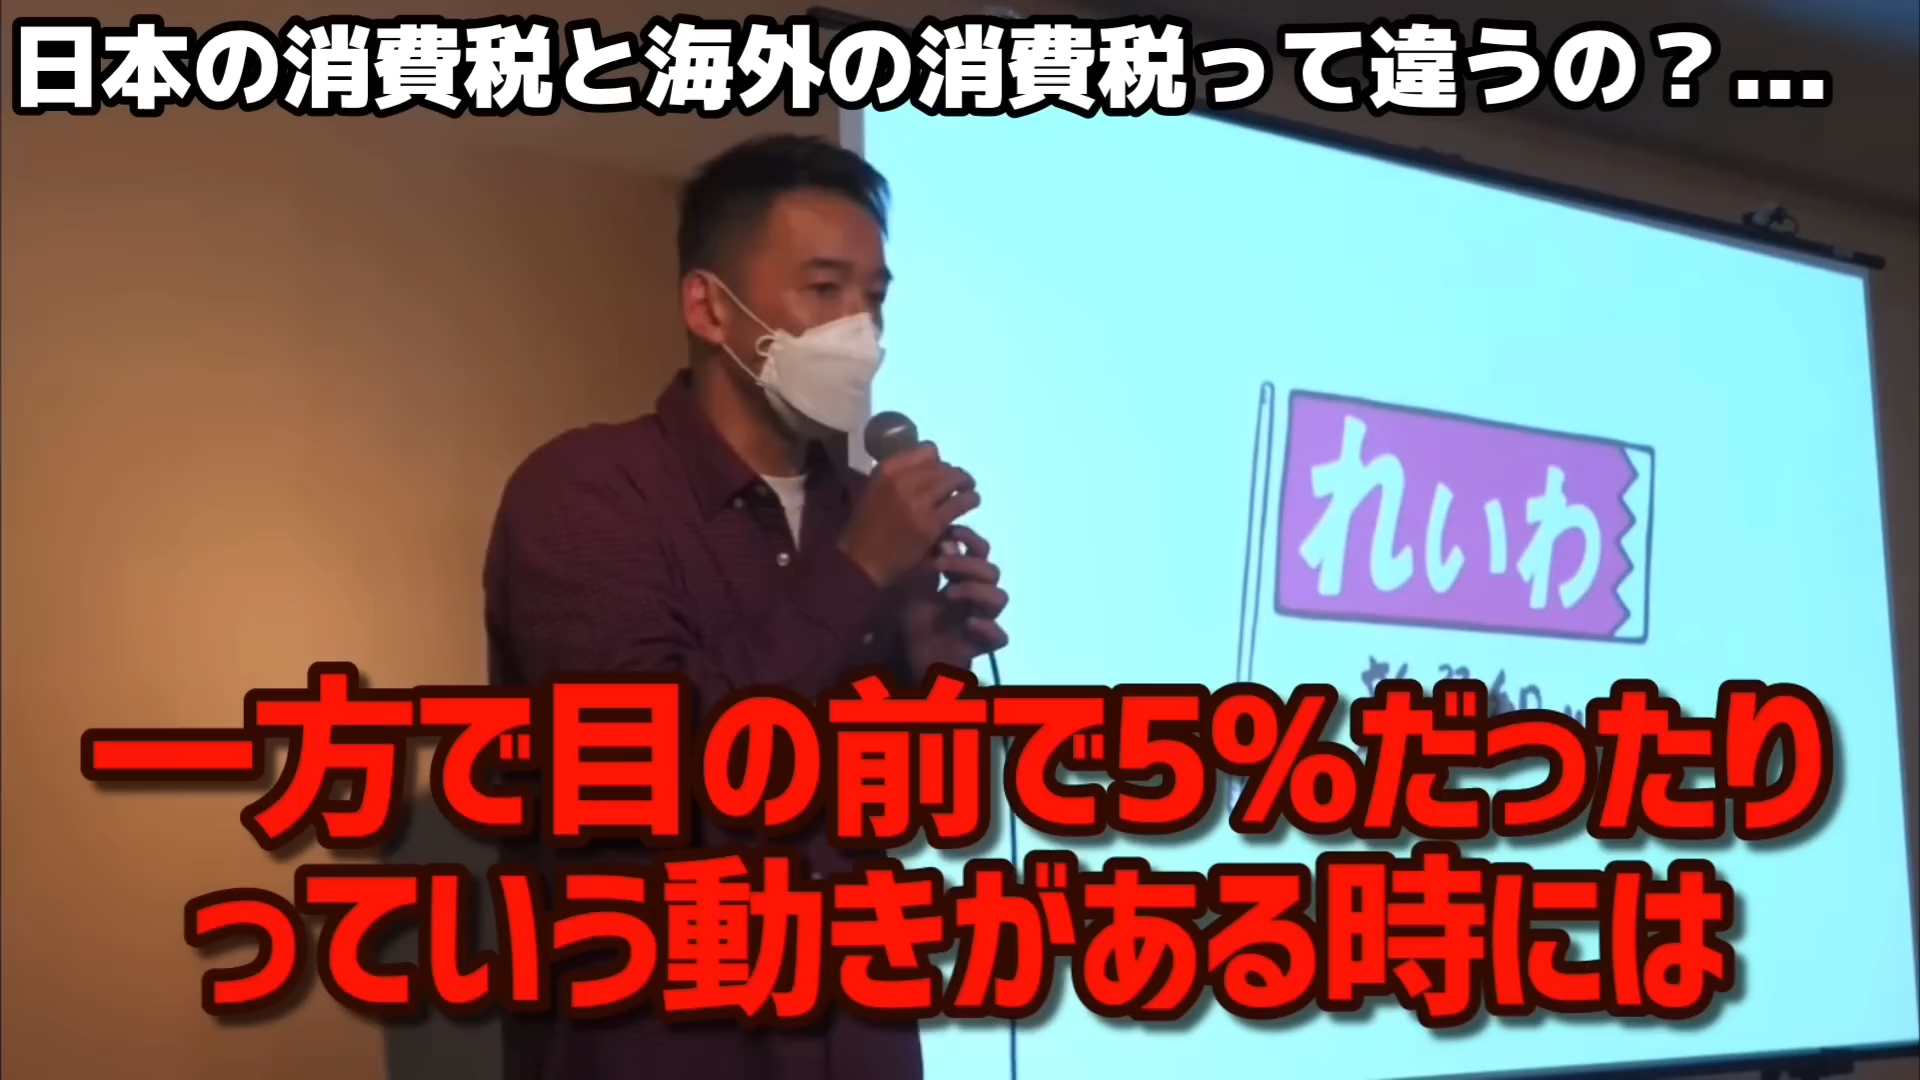 日本の消費税と海外の消費税って違うの？...
れいわ
一方で目の前で5%だったり
っていう動きがある時には